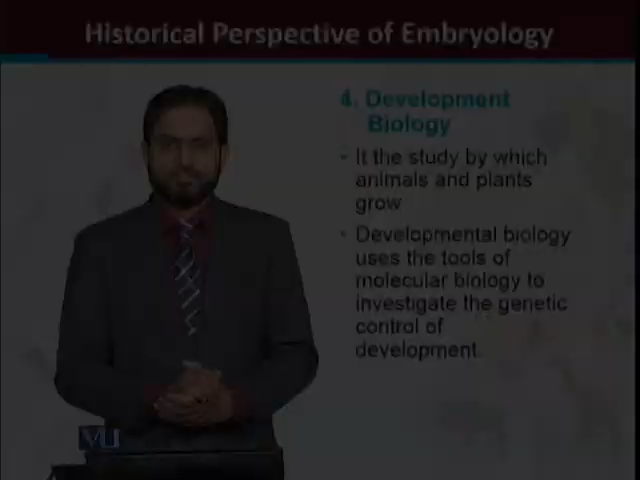 Historical Perspective of Embryology
4. Development
Biology
• It the study by which
animals and plants
grow
• Developmental biology
uses the tools of
molecular biology to
investigate the genetic
control of
development.
VU